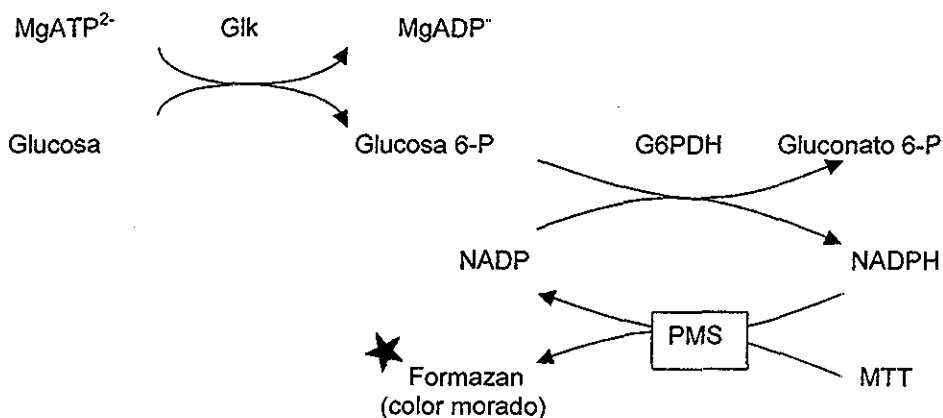 MgATP²⁻ Glk MgADP⁻
Glucosa Glucosa 6-P G6PDH Gluconato 6-P
NADP NADPH
PMS
Formazan MTT
(color morado)